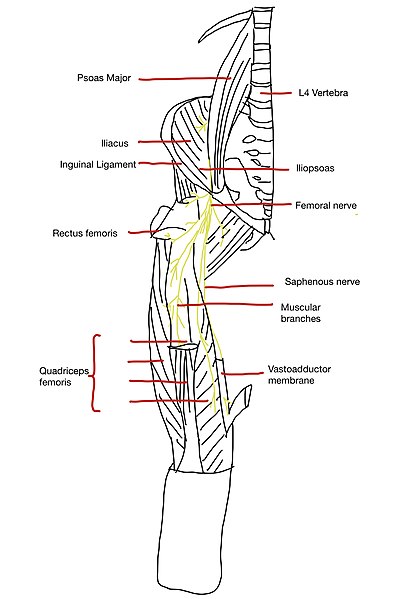 Psoas Major
L4 Vertebra
Iliacus
Inguinal Ligament
Iliopsoas
Femoral nerve
Rectus femoris
Saphenous nerve
Muscular
branches
Quadriceps
femoris
Vastoadductor
membrane